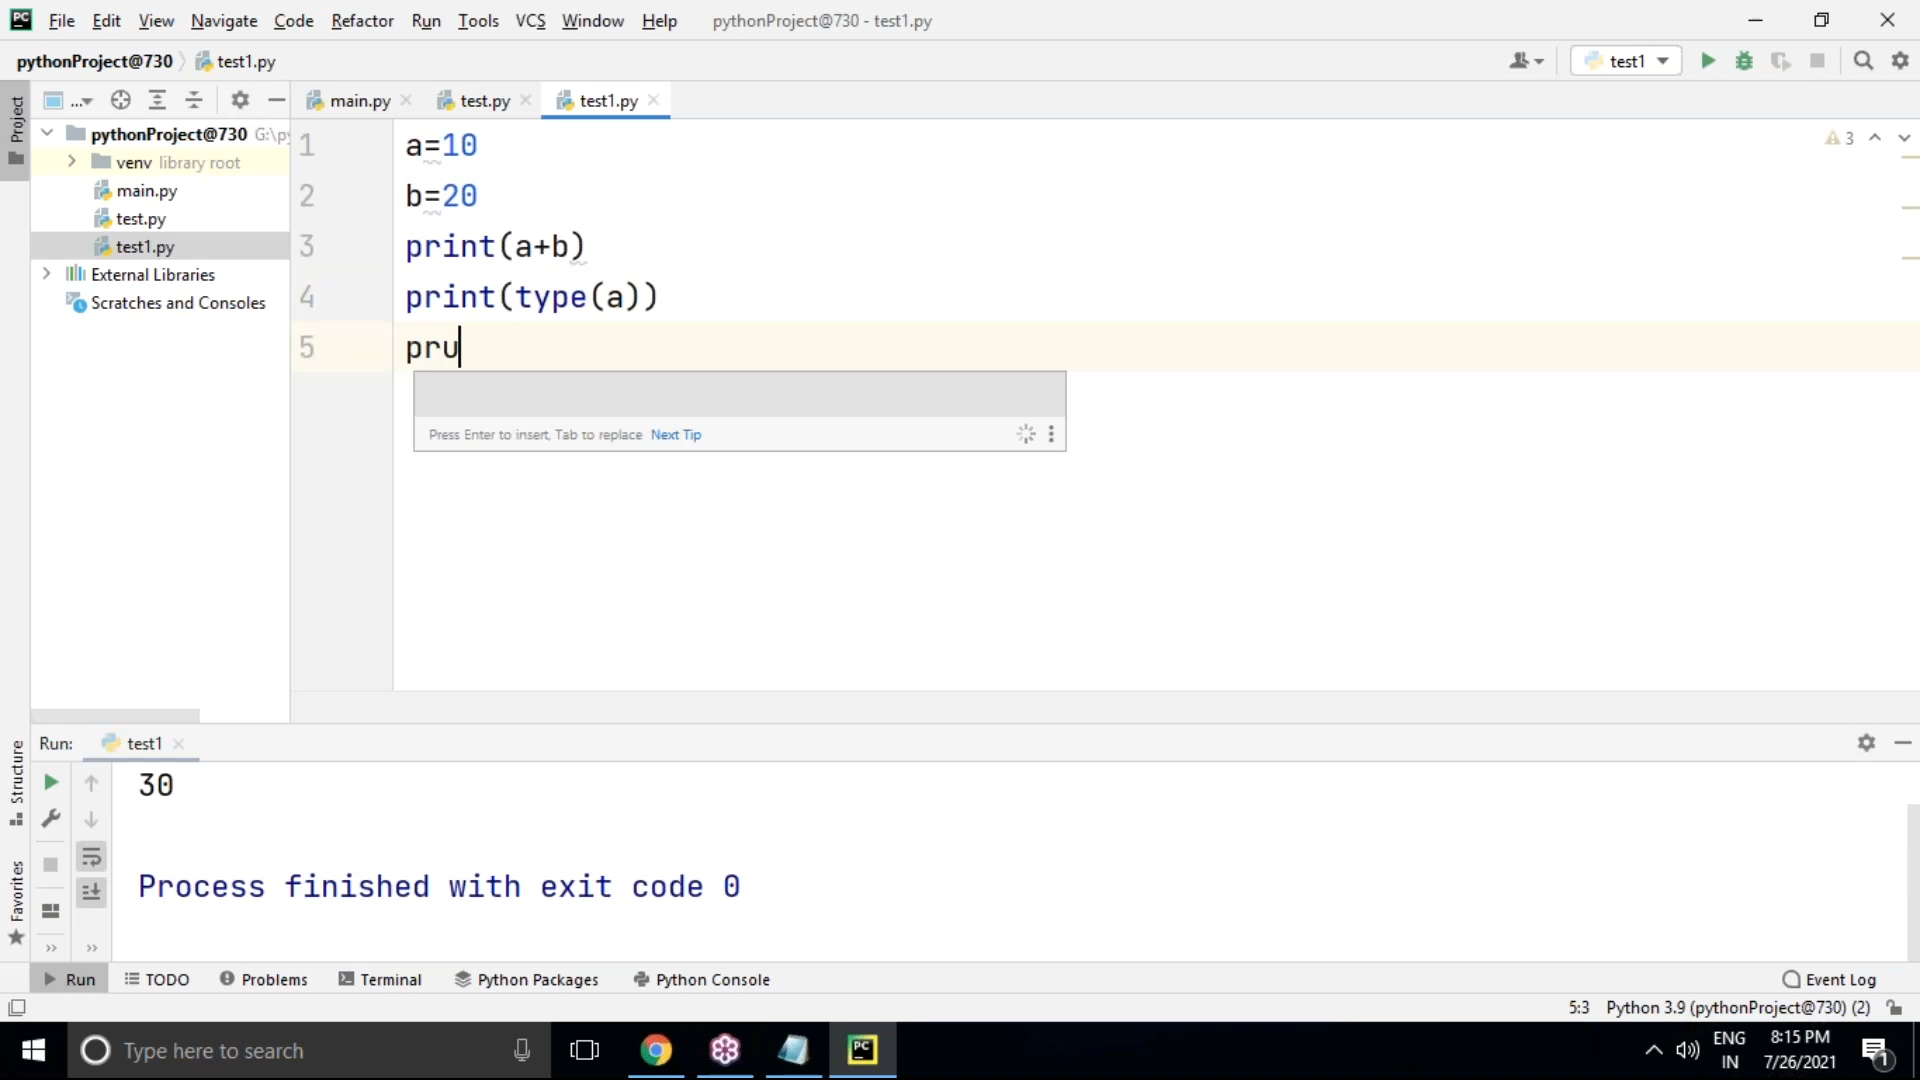 PC File Edit View Navigate Code Refactor Run Tools VCS Window Help pythonProject@730 - test1.py
pythonProject@730 test1.py test1
Project
...
main.py test.py test1.py
pythonProject@730 G:\p
venv library root
main.py
test.py
test1.py
External Libraries
Scratches and Consoles
3
1 a=10
2 b=20
3 print(a+b)
4 print(type(a))
5 pru
Press Enter to insert, Tab to replace Next Tip
Structure
Favorites
Run: test1
30
Process finished with exit code 0
Run TODO Problems Terminal Python Packages Python Console Event Log
5:3 Python 3.9 (pythonProject@730) (2)
Type here to search
PC
ENG
IN
8:15 PM
7/26/2021
1